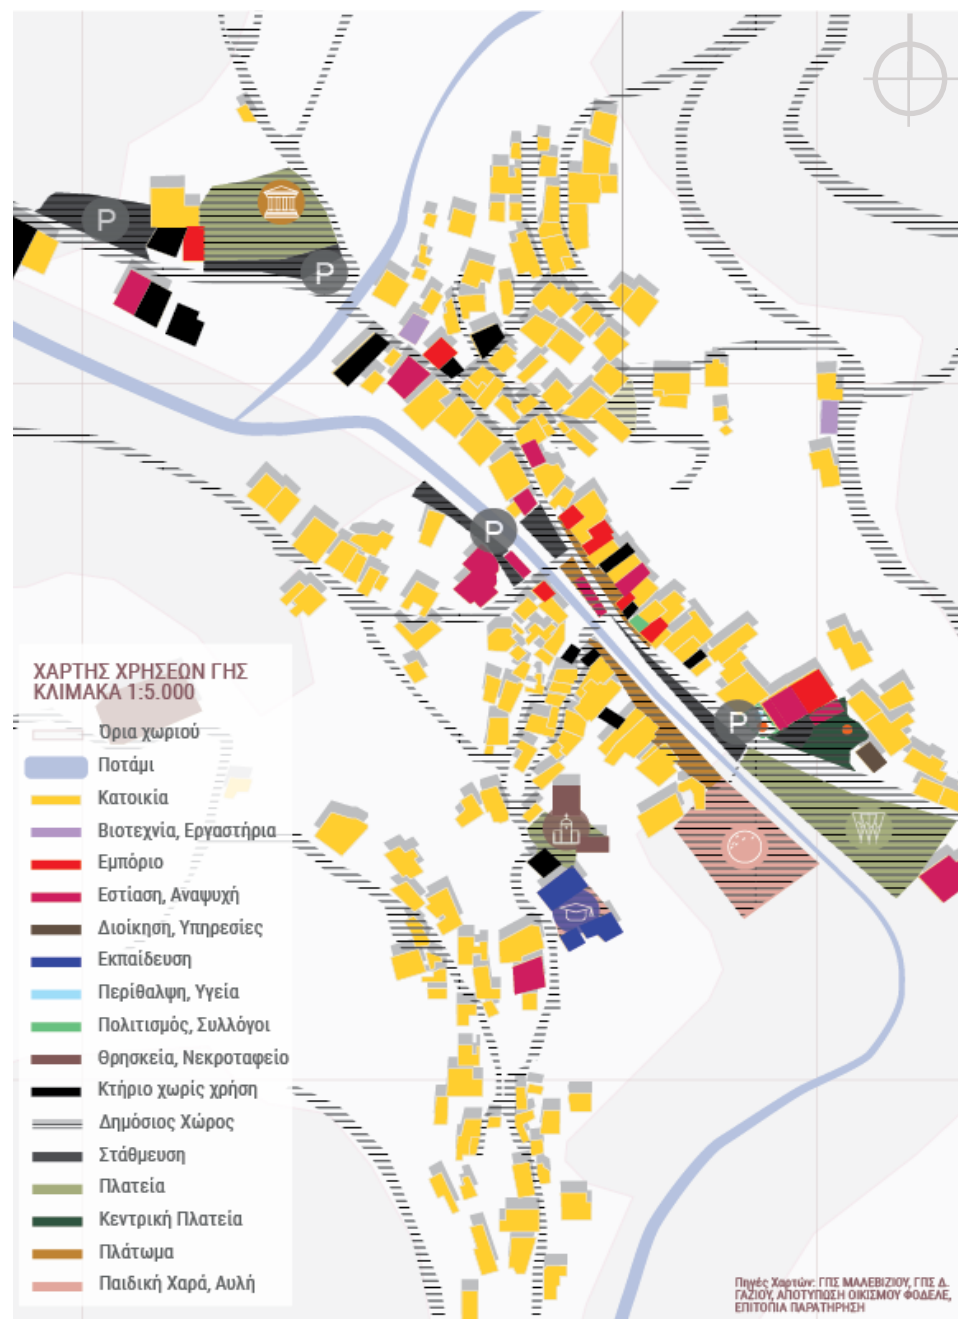 P
P
P
P
ΧΑΡΤΗΣ ΧΡΗΣΕΩΝ ΓΗΣ
ΚΛΙΜΑΚΑ 1:5.000
Όρια χωριού
Ποτάμι
Κατοικία
Βιοτεχνία, Εργαστήρια
Εμπόριο
Εστίαση, Αναψυχή
Διοίκηση, Υπηρεσίες
Εκπαίδευση
Περίθαλψη, Υγεία
Πολιτισμός, Συλλόγοι
Θρησκεία, Νεκροταφείο
Κτήριο χωρίς χρήση
Δημόσιος Χώρος
Στάθμευση
Πλατεία
Κεντρική Πλατεία
Πλάτωμα
Παιδική Χαρά, Αυλή
Πηγές Χαρτών: ΓΠΣ ΜΑΛΕΒΙΖΙΟΥ, ΓΠΣ Δ.
ΓΑΖΙΟΥ, ΑΠΟΤΥΠΩΣΗ ΟΙΚΙΣΜΟΥ ΦΟΔΕΛΕ,
ΕΠΙΤΟΠΙΑ ΠΑΡΑΤΗΡΗΣΗ